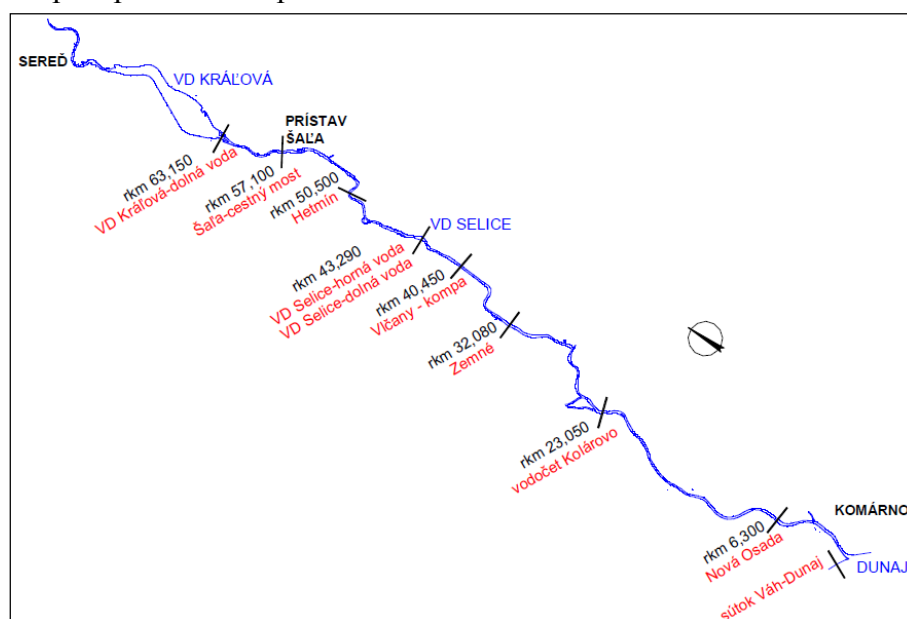 SEREĎ
VD KRÁĽOVÁ
PRÍSTAV
ŠAĽA
rkm 63,150
VD Kráľová-dolná voda
rkm 57,100
Šaľa-cestný most
rkm 50,500
Hetmín
VD SELICE
rkm 43,290
VD Selice-horná voda
VD Selice-dolná voda
rkm 40,450
Vlčany - kompa
rkm 32,080
Zemné
rkm 23,050
vodočet Kolárovo
KOMÁRNO
rkm 6,300
Nová Osada
sútok Váh-Dunaj
DUNAJ